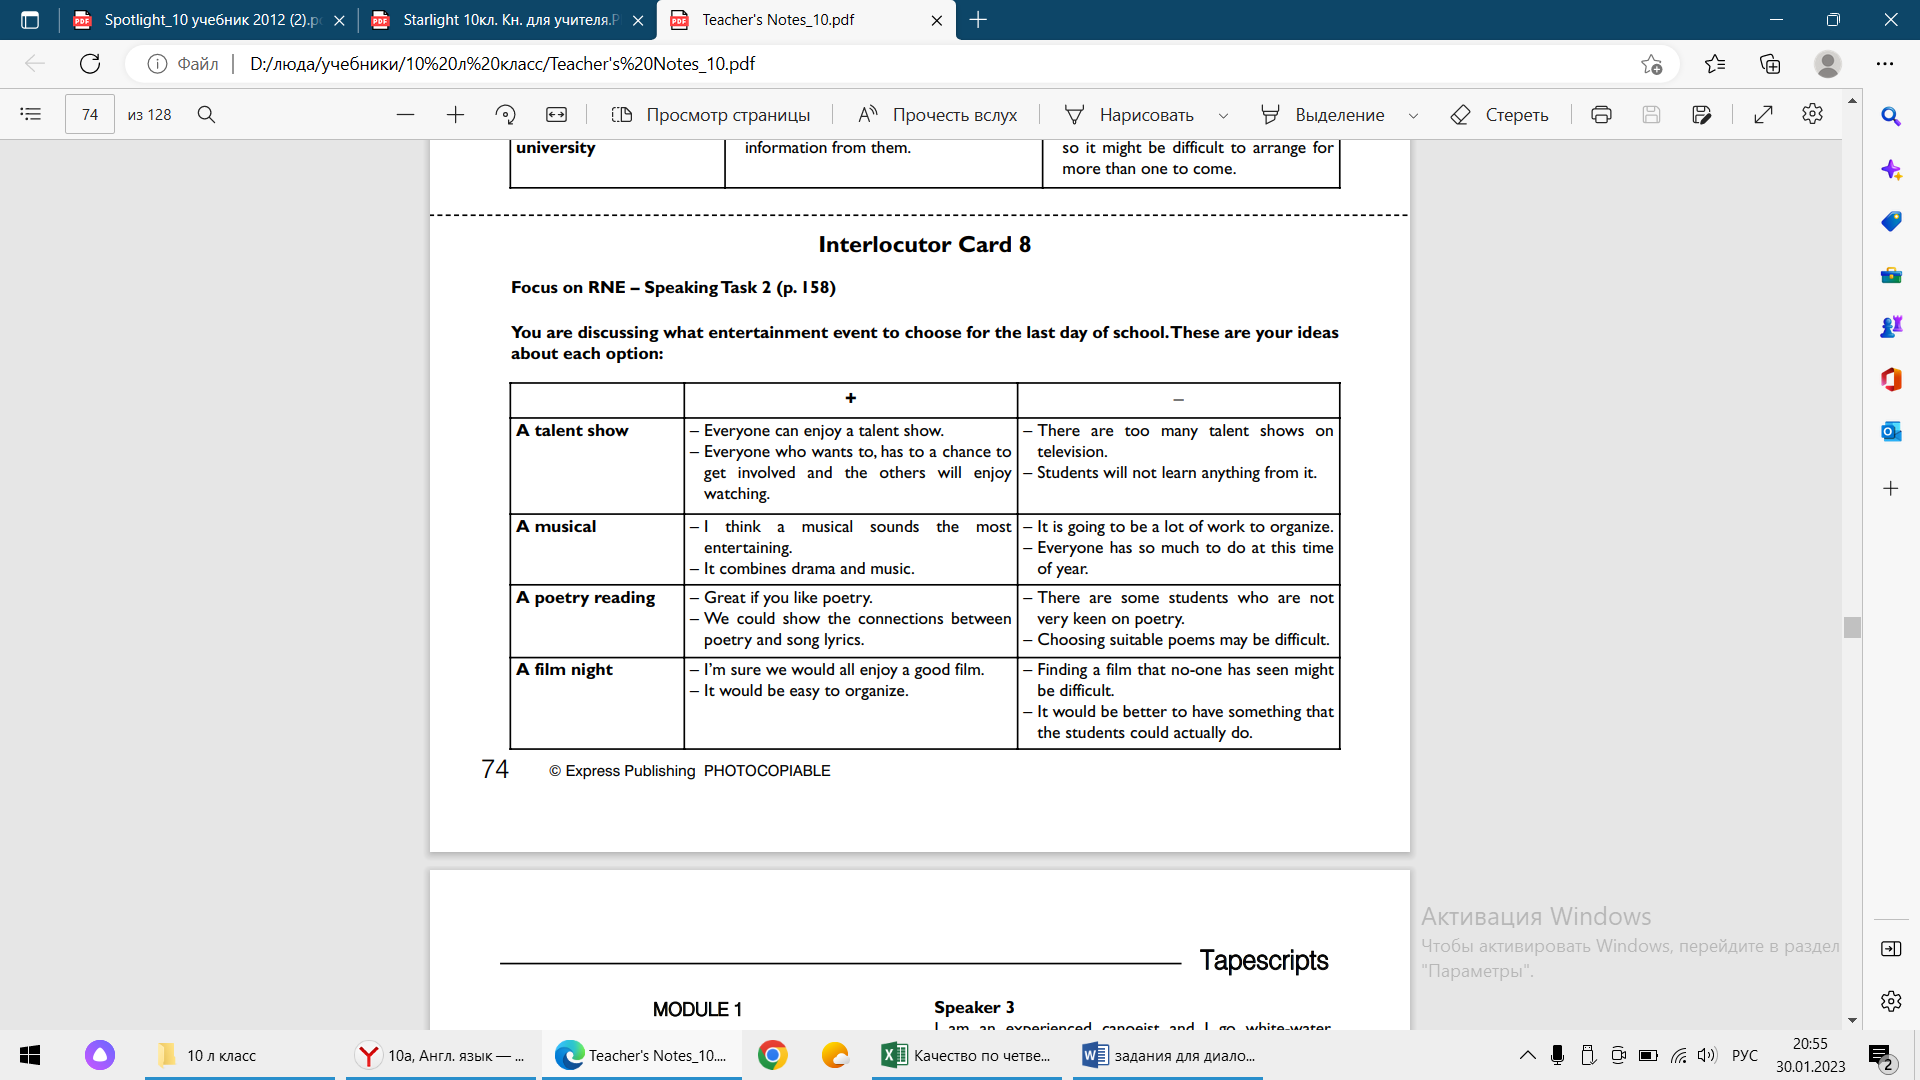 Spotlight_10 учебник 2012 (2).p
Starlight 10кл. Кн. для учителя.P
Teacher's Notes_10.pdf
Файл
D:/люда/учебники/10%20л%20класс/Teacher's%20Notes_10.pdf
74
из 128
Просмотр страницы
Прочесть вслух
Нарисовать
Выделение
Стереть
university
information from them.
so it might be difficult to arrange for
more than one to come.
Interlocutor Card 8
Focus on RNE – Speaking Task 2 (p. 158)
You are discussing what entertainment event to choose for the last day of school. These are your ideas
about each option:
+
–
A talent show
– Everyone can enjoy a talent show.
– Everyone who wants to, has to a chance to
get involved and the others will enjoy
watching.
– There are too many talent shows on
television.
– Students will not learn anything from it.
A musical
– I think a musical sounds the most
entertaining.
– It combines drama and music.
– It is going to be a lot of work to organize.
– Everyone has so much to do at this time
of year.
A poetry reading
– Great if you like poetry.
– We could show the connections between
poetry and song lyrics.
– There are some students who are not
very keen on poetry.
– Choosing suitable poems may be difficult.
A film night
– I'm sure we would all enjoy a good film.
– It would be easy to organize.
– Finding a film that no-one has seen might
be difficult.
– It would be better to have something that
the students could actually do.
74
© Express Publishing PHOTOCOPIABLE
Tapescripts
MODULE 1
Speaker 3
I am an experienced canoeist and I go white-water
Активация Windows
Чтобы активировать Windows, перейдите в раздел
"Параметры".
10 л класс
10а, Англ. язык — ...
Teacher's Notes_10....
Качество по четве...
задания для диало...
РУС
20:55
30.01.2023
2